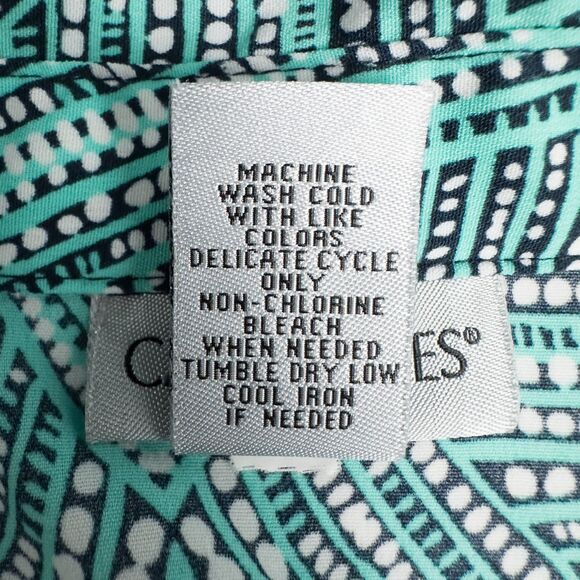 MACHINE
WASH COLD
WITH LIKE
COLORS
DELICATE CYCLE
ONLY
NON-CHLORINE
BLEACH
WHEN NEEDED
TUMBLE DRY LOW
COOL IRON
IF NEEDED